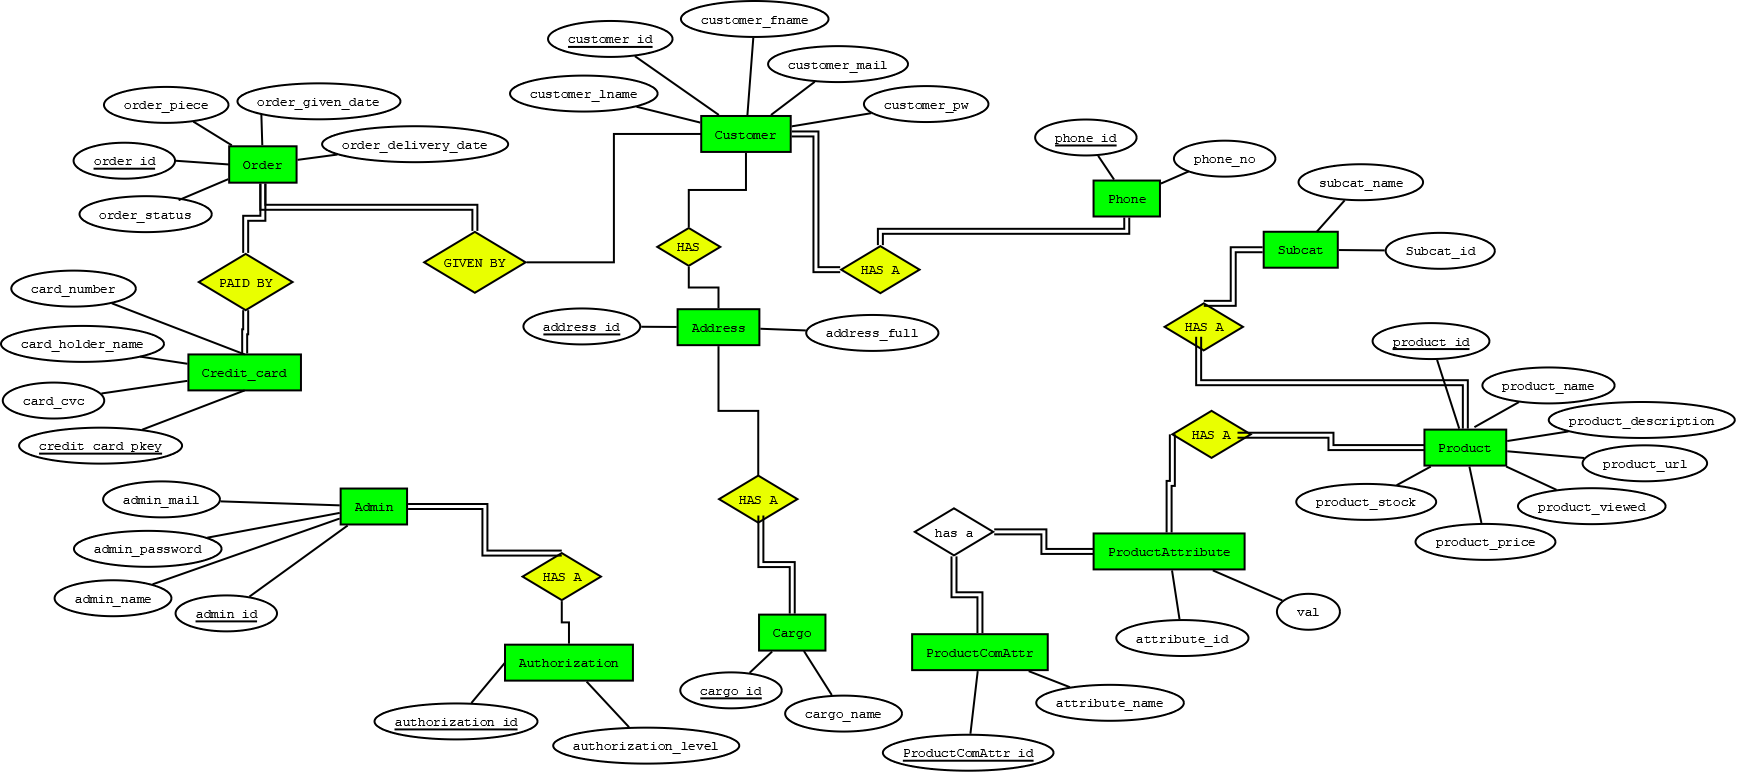 customer_fname
customer_id
customer_mail
customer_lname
customer_pw
order_piece
order_given_date
Customer
order_delivery_date
phone_id
order_id
Order
phone_no
subcat_name
Phone
order_status
HAS
Subcat
Subcat_id
GIVEN BY
HAS A
PAID BY
card_number
HAS A
address_id
Address
address_full
product_id
card_holder_name
Credit_card
product_name
card_cvc
product_description
HAS A
credit_card_pkey
Product
product_url
admin_mail
HAS A
product_stock
Admin
product_viewed
has a
product_price
admin_password
ProductAttribute
HAS A
admin_name
admin_id
val
Cargo
attribute_id
Authorization
ProductComAttr
cargo_id
attribute_name
authorization_id
cargo_name
authorization_level
ProductComAttr_id